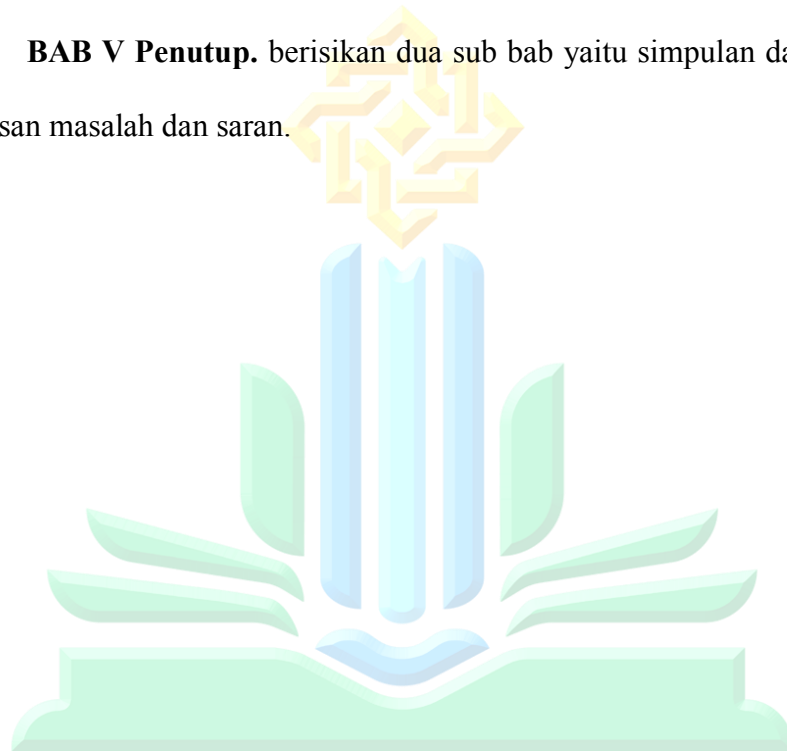 BAB V Penutup. berisikan dua sub bab yaitu simpulan da
san masalah dan saran.